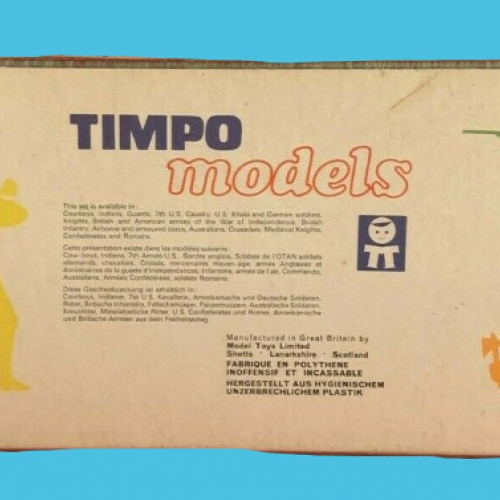 TIMPO
models
This set is available in:
Cowboys, Indians, Guards, 7th U.S. Cavalry, U.S. Khaki and German soldiers,
Knights, British and American armies of the War of Independence, British
Infantry, Airborne and armoured corps, Australians, Crusaders, Medieval Knights,
Confederates and Romans.
Cette présentation existe dans les modèles suivants:
Cow-boys, Indiens, 7th Armée U.S., Gardes anglais, Soldats de l'OTAN soldats
allemands, chevaliers, Croisés, mercenaires moyen-age, armée Anglaises et
Américaines de la guerre d'indépendances, Infanterie, armée de l'air, Commando,
Australiens, Armées Confédérées, soldats Romains.
Diese Geschenkpackung ist erhältlich in:
Cowboys, Indianer, 7te U.S. Kavallerie, Amerikanische und Deutsche Soldaten,
Ritter, Britische Infanterie, Fallschirmjäger, Panzertruppen, Australische Soldaten,
Kreuzritter, Mittelalterliche Ritter, U.S. Confederates und Römer, Amerikanische
und Britische Armeen aus dem Freiheitskrieg.
Manufactured in Great Britain by
Model Toys Limited
Shotts · Lanarkshire · Scotland
FABRIQUE EN POLYTHENE
INOFFENSIF ET INCASSABLE
HERGESTELLT AUS HYGIENISCHEM
UNZERBRECHLICHEM PLASTIK